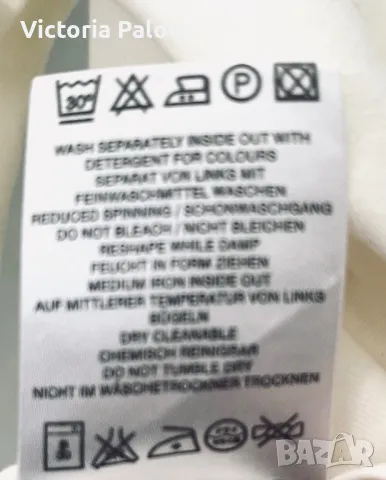 Victoria Palo
30°
P
WASH SEPARATELY INSIDE OUT WITH
DETERGENT FOR COLOURS
SEPARAT VON LINKS MIT
FEINWASCHMITTEL WASCHEN
REDUCED SPINNING / SCHONWASCHGANG
DO NOT BLEACH / NICHT BLEICHEN
RESHAPE WHILE DAMP
FEUCHT IN FORM ZIEHEN
MEDIUM IRON INSIDE OUT
AUF MITTLERER TEMPERATUR VON LINKS
BÜGELN
DRY CLEANABLE
CHEMISCH REINIGBAR
DO NOT TUMBLE DRY
NICHT IM WÄSCHETROCKNER TROCKNEN
BAZAR